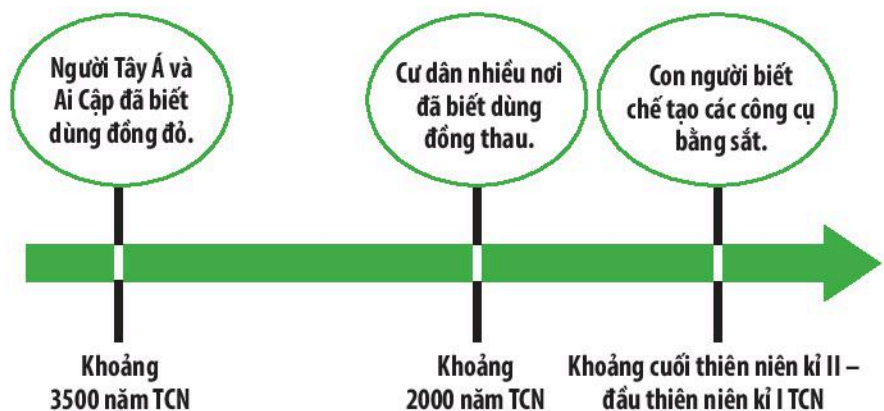 Người Tây Á và
Ai Cập đã biết
dùng đồng đỏ.
Cư dân nhiều nơi
đã biết dùng
đồng thau.
Con người biết
chế tạo các công cụ
bằng sắt.
Khoảng
3500 năm TCN
Khoảng
2000 năm TCN
Khoảng cuối thiên niên kỉ II –
đầu thiên niên kỉ I TCN